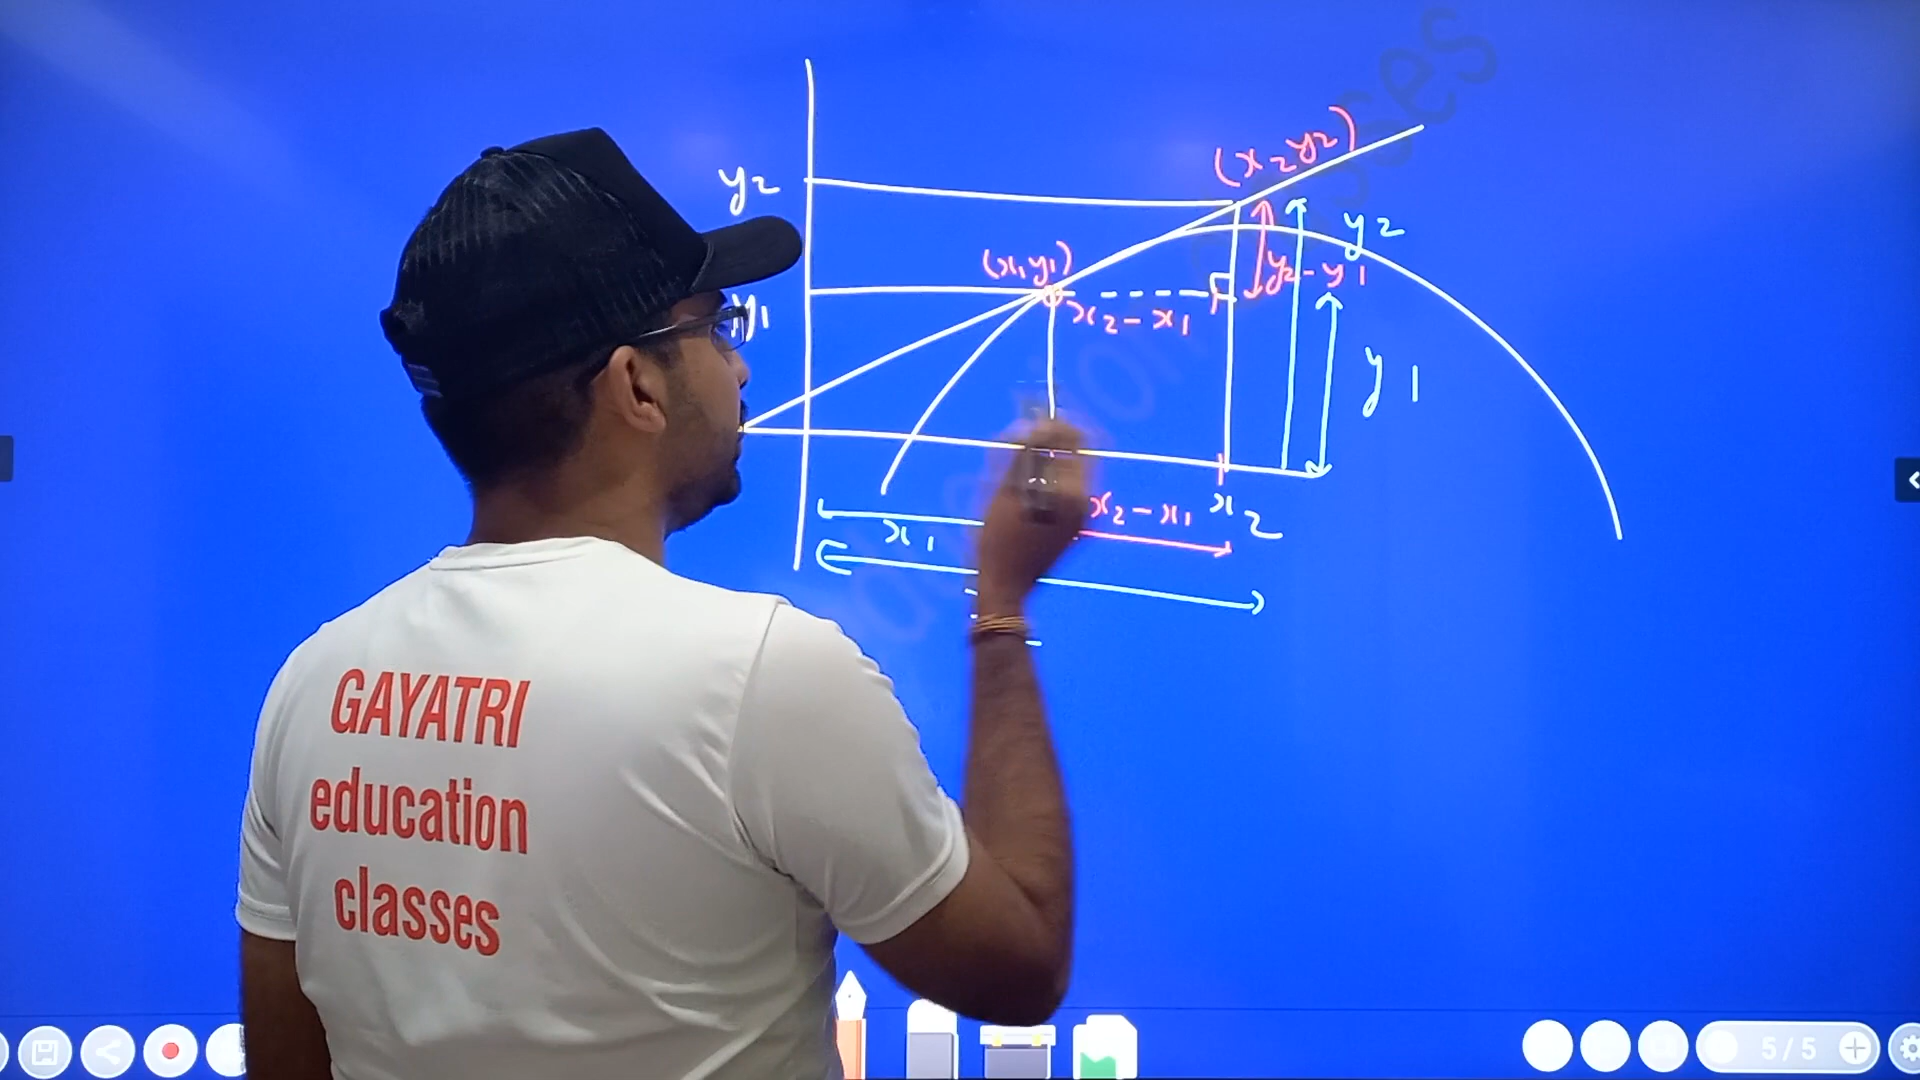 (x₂ y₂)
y₂
y₂
(x₁ y₁)
y₂ - y₁
y₁
x₂ - x₁
y₁
x₂ - x₁
x₂
x₁
GAYATRI
education
classes
5/5